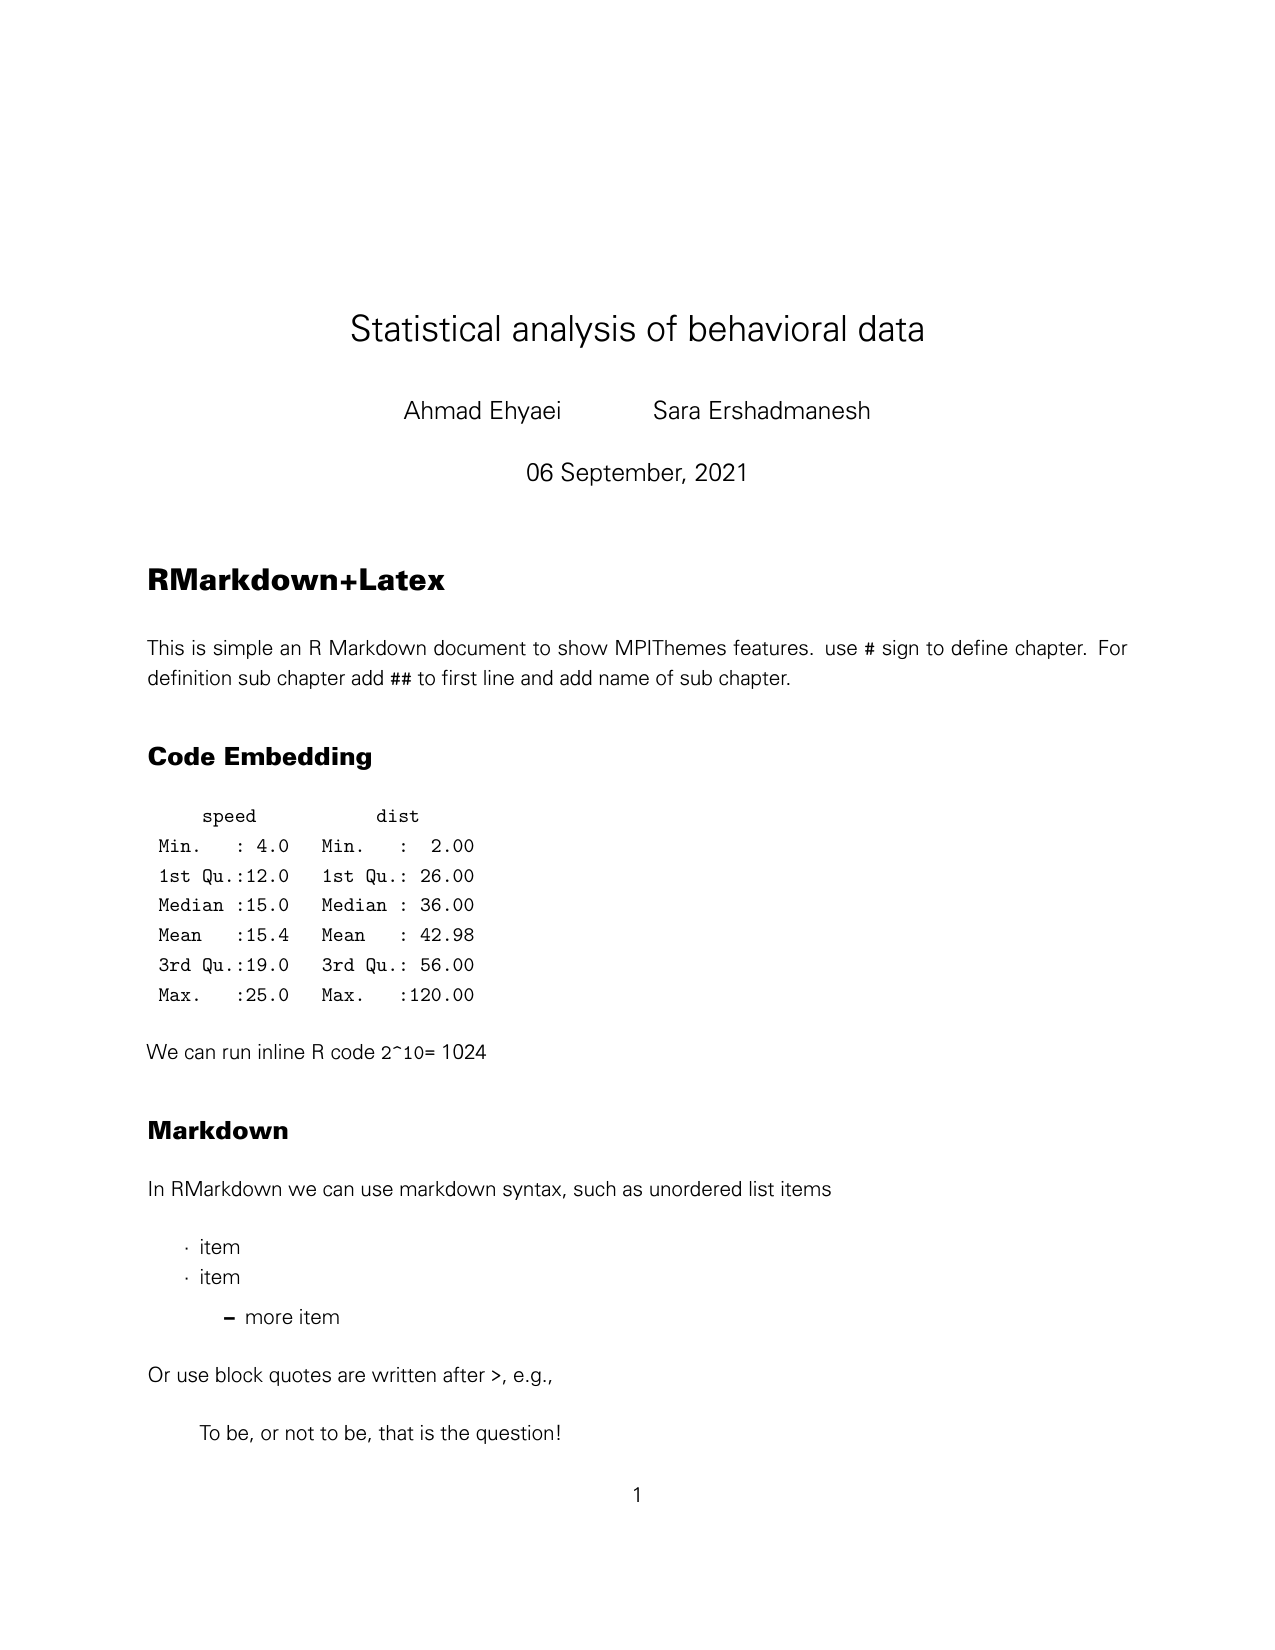 Statistical analysis of behavioral data
Ahmad Ehyaei Sara Ershadmanesh
06 September, 2021
RMarkdown+Latex
This is simple an R Markdown document to show MPIThemes features. use # sign to define chapter. For
definition sub chapter add ## to first line and add name of sub chapter.
Code Embedding
speed dist
Min. : 4.0 Min. : 2.00
1st Qu.:12.0 1st Qu.: 26.00
Median :15.0 Median : 36.00
Mean :15.4 Mean : 42.98
3rd Qu.:19.0 3rd Qu.: 56.00
Max. :25.0 Max. :120.00
We can run inline R code 2^10= 1024
Markdown
In RMarkdown we can use markdown syntax, such as unordered list items
· item
· item
– more item
Or use block quotes are written after >, e.g.,
To be, or not to be, that is the question!
1